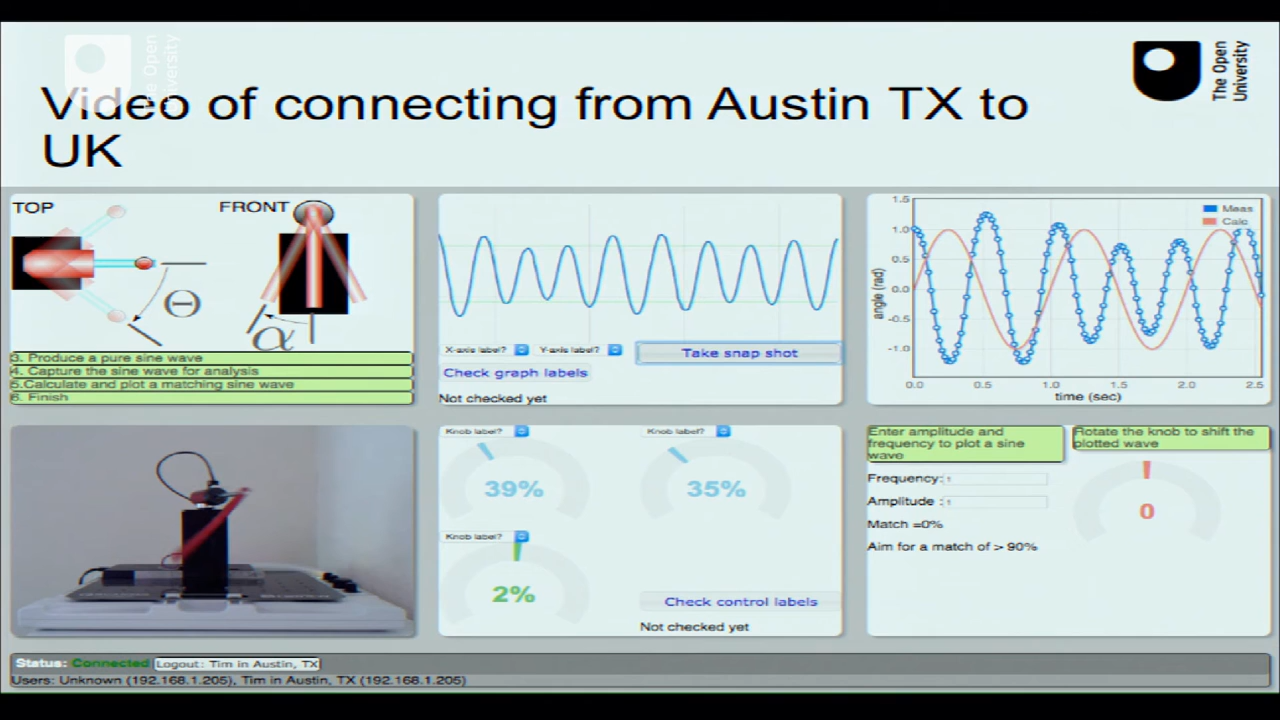 The Open
University
Video of connecting from Austin TX to
UK
The Open
University
TOP
FRONT
Θ
α
3. Produce a pure sine wave
4. Capture the sine wave for analysis
5.Calculate and plot a matching sine wave
6. Finish
X-axis label?
Y-axis label?
Take snap shot
Check graph labels
Not checked yet
1.5
1.0
0.5
0.0
-0.5
-1.0
angle (rad)
Meas
Calc
0.0 0.5 1.0 1.5 2.0 2.5
time (sec)
Knob label?
Knob label?
39%
35%
Knob label?
2%
Check control labels
Not checked yet
Enter amplitude and
frequency to plot a sine
wave
Rotate the knob to shift the
plotted wave
Frequency: 1
Amplitude : 1
Match =0%
Aim for a match of > 90%
0
Status: Connected Logout: Tim in Austin, TX
Users: Unknown (192.168.1.205), Tim in Austin, TX (192.168.1.205)